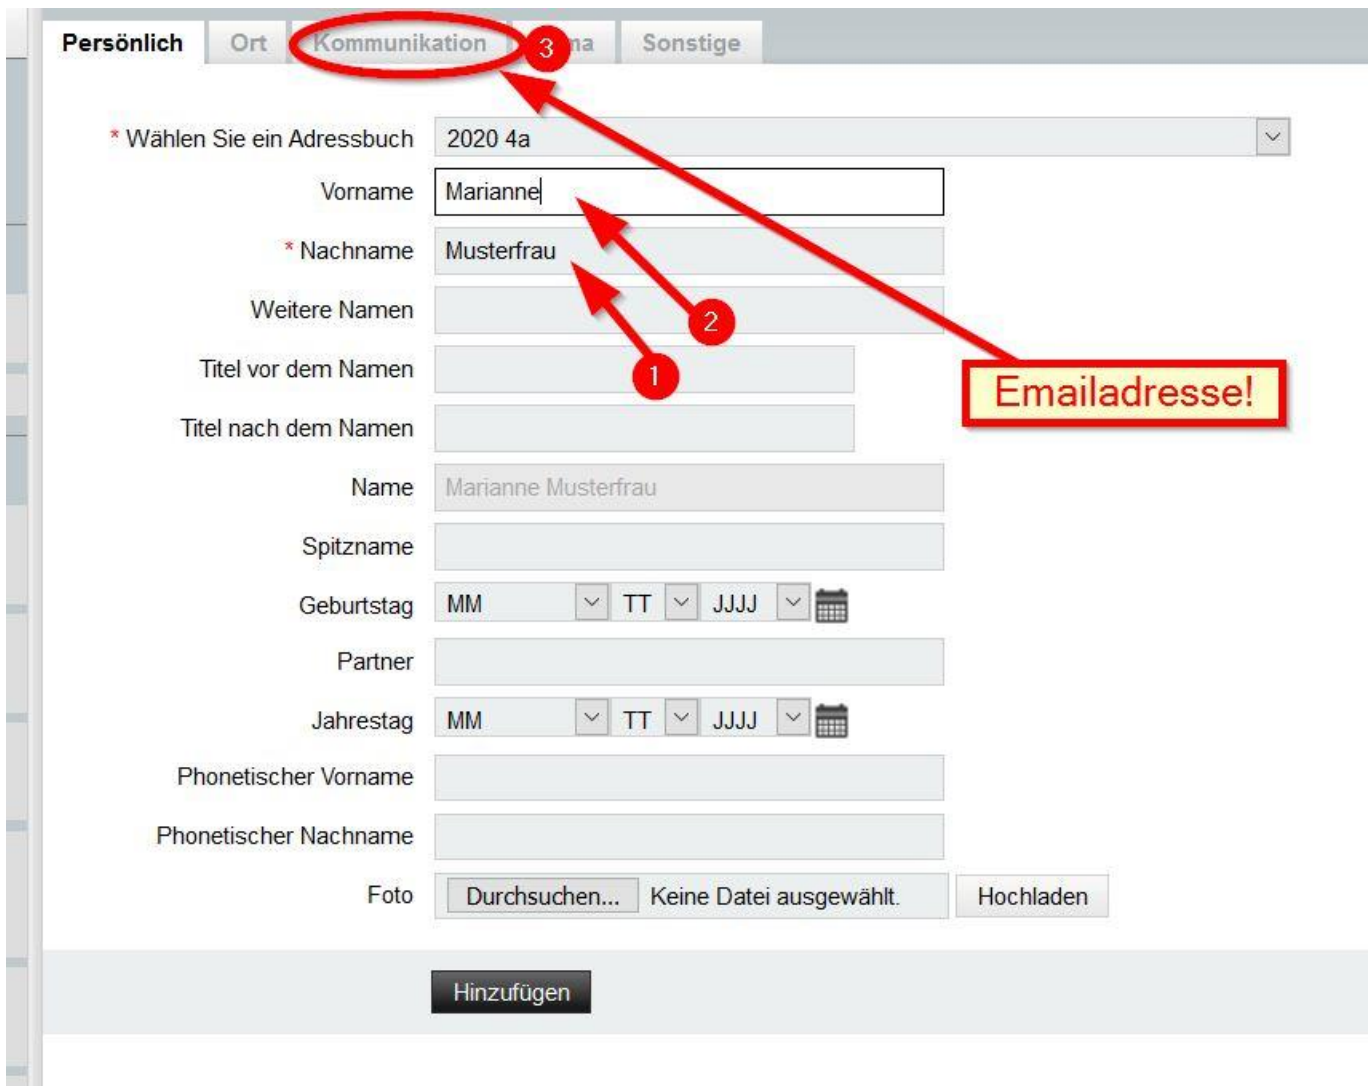 Persönlich Ort Kommunikation 3 ma Sonstige
* Wählen Sie ein Adressbuch 2020 4a
Vorname Marianne
* Nachname Musterfrau
Weitere Namen
2
Titel vor dem Namen
1
Emailadresse!
Titel nach dem Namen
Name Marianne Musterfrau
Spitzname
Geburtstag MM TT JJJJ
Partner
Jahrestag MM TT JJJJ
Phonetischer Vorname
Phonetischer Nachname
Foto Durchsuchen... Keine Datei ausgewählt. Hochladen
Hinzufügen